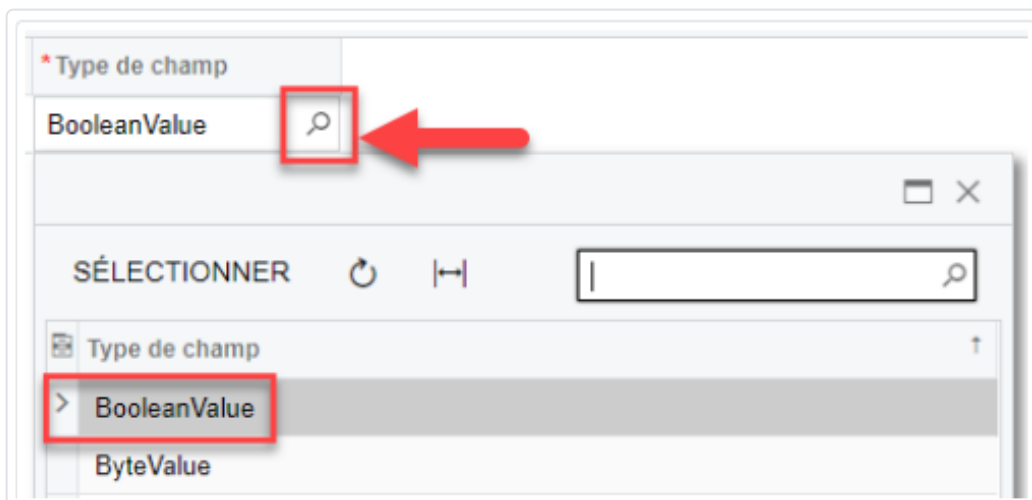 *Type de champ
BooleanValue
SÉLECTIONNER
Type de champ
BooleanValue
ByteValue